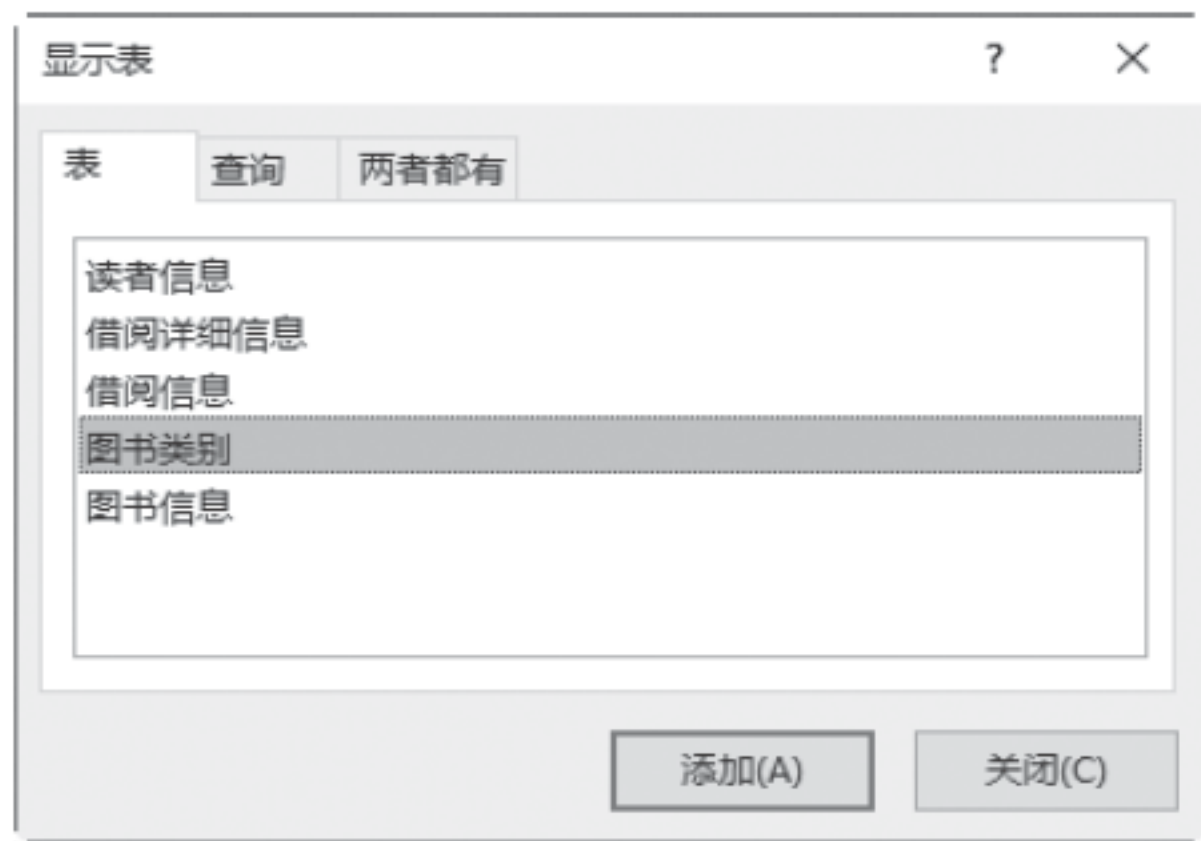 显示表 ? ×
表 查询 两者都有
读者信息
借阅详细信息
借阅信息
图书类别
图书信息
添加(A) 关闭(C)